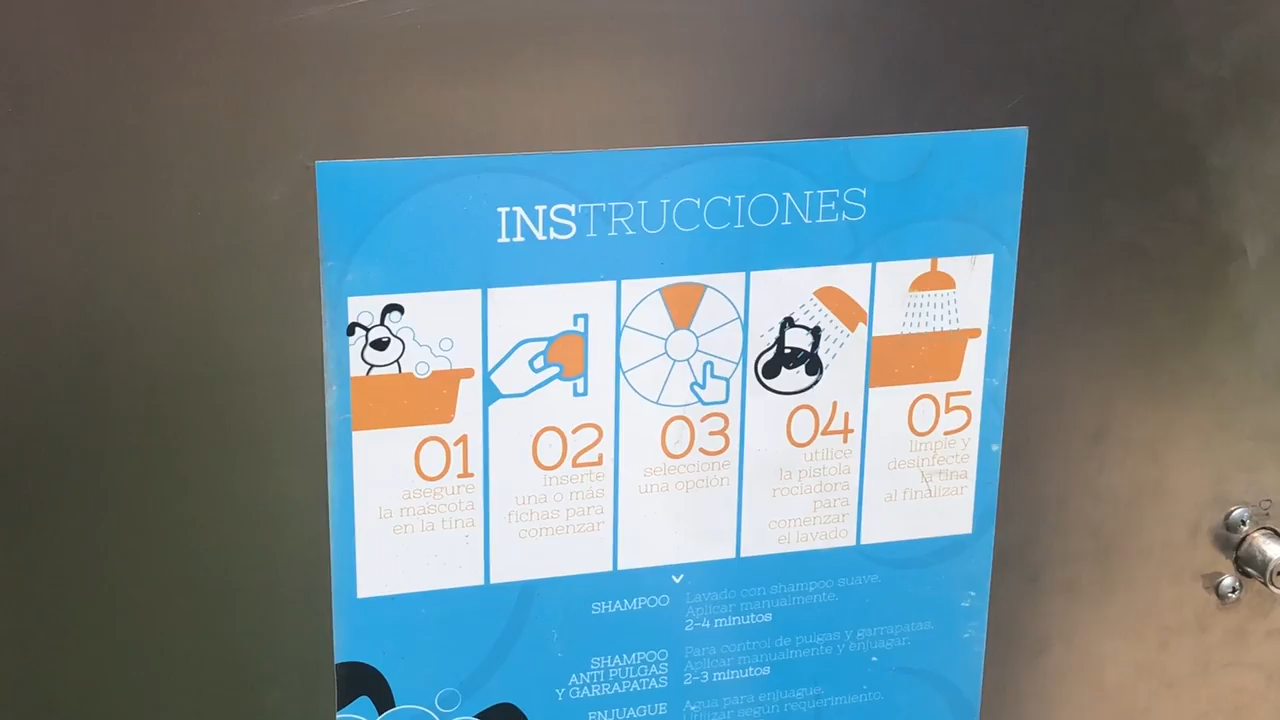 INSTRUCCIONES
01
asegure
la mascota
en la tina
02
inserte
una o más
fichas para
comenzar
03
seleccione
una opción
04
utilice
la pistola
rociadora
para
comenzar
el lavado
05
limpie y
desinfecte
la tina
al finalizar
SHAMPOO
Lavado con shampoo suave.
Aplicar manualmente.
2-4 minutos
SHAMPOO
ANTI PULGAS
Y GARRAPATAS
Para control de pulgas y garrapatas.
Aplicar manualmente y enjuagar.
2-3 minutos
ENJUAGUE
Agua para enjuague.
Utilizar según requerimiento.